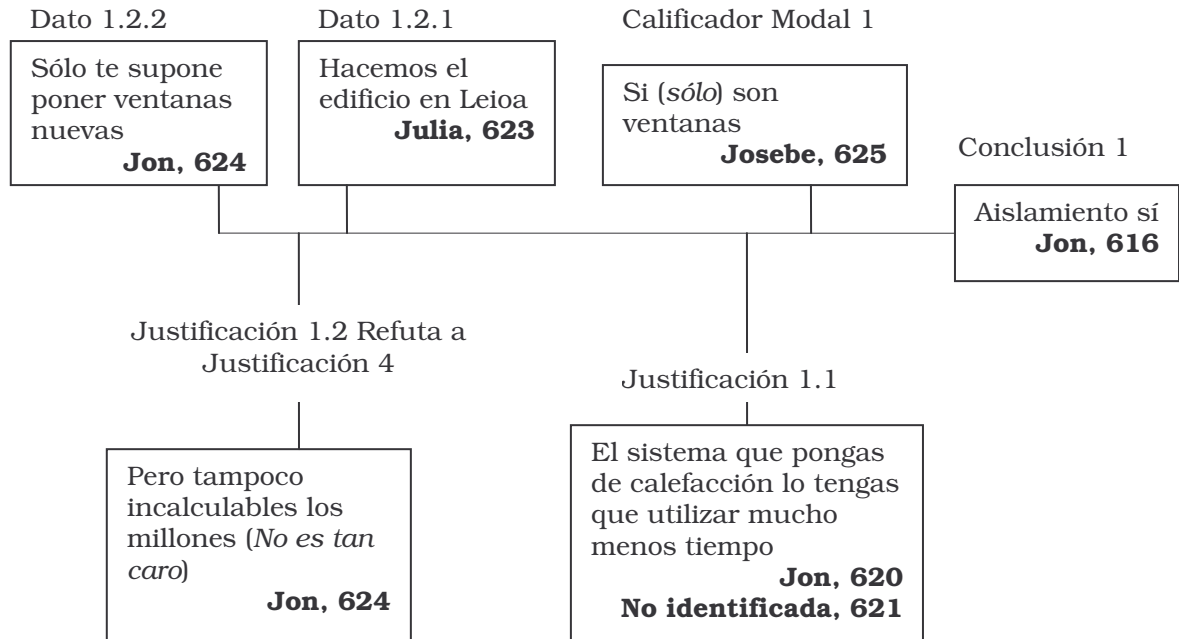 Dato 1.2.2
Sólo te supone
poner ventanas
nuevas
Jon, 624
Dato 1.2.1
Hacemos el
edificio en Leioa
Julia, 623
Calificador Modal 1
Si (sólo) son
ventanas
Josebe, 625
Conclusión 1
Aislamiento sí
Jon, 616
Justificación 1.2 Refuta a
Justificación 4
Pero tampoco
incalculables los
millones (No es tan
caro)
Jon, 624
Justificación 1.1
El sistema que pongas
de calefacción lo tengas
que utilizar mucho
menos tiempo
Jon, 620
No identificada, 621